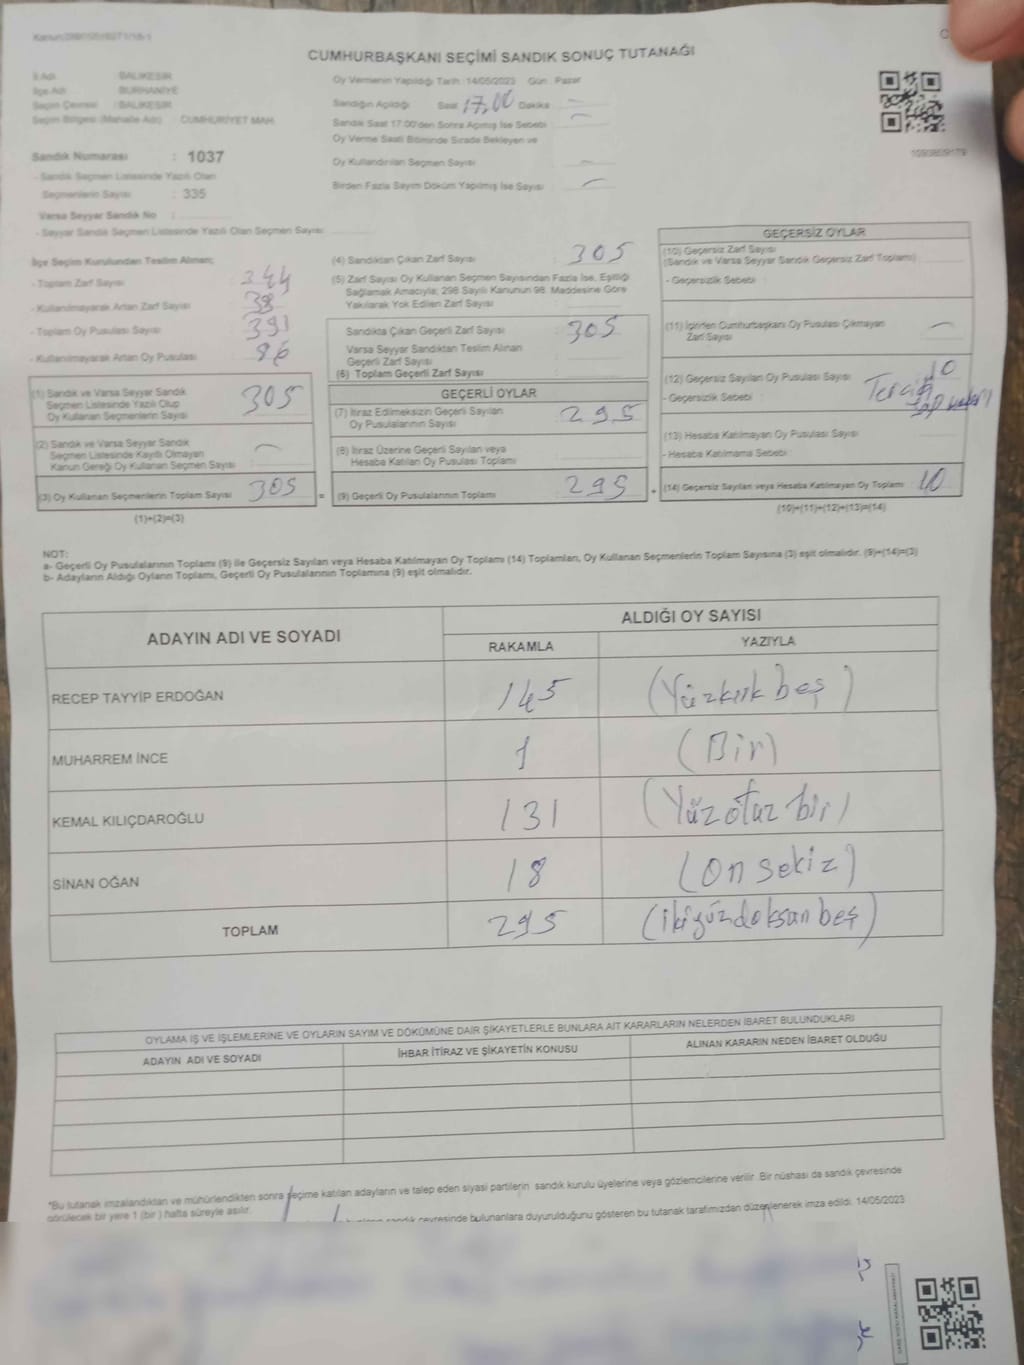 CUMHURBAŞKANI SEÇİMİ SANDIK SONUÇ TUTANAĞI
İl Adı : BALIKESİR
İlçe Adı : BURHANİYE
Seçim Çevresi : BALIKESİR
Seçim Bölgesi (Mahalle Adı) CUMHURİYET MAH.
Sandık Numarası : 1037
- Sandık Seçmen Listesinde Yazılı Olan
Seçmenlerin Sayısı : 335
Varsa Seyyar Sandık No :
- Seyyar Sandık Seçmen Listesinde Yazılı Olan Seçmen Sayısı :
Oy Vermenin Yapıldığı Tarih : 14/05/2023 Gün : Pazar
Sandığın Açıldığı Saat 17,00 Dakika
Sandık Saat 17:00'den Sonra Açılmış İse Sebebi
Oy Verme Saati Bitiminde Sırada Bekleyen ve
Oy Kullandırılan Seçmen Sayısı
Birden Fazla Sayım Döküm Yapılmış İse Sayısı
1093809179
İlçe Seçim Kurulundan Teslim Alınan;
- Toplam Zarf Sayısı 344
- Kullanılmayarak Artan Zarf Sayısı 38
- Toplam Oy Pusulası Sayısı 391
- Kullanılmayarak Artan Oy Pusulası 86
(1) Sandık ve Varsa Seyyar Sandık
Seçmen Listesinde Yazılı Olup
Oy Kullanan Seçmenlerin Sayısı 305
(2) Sandık ve Varsa Seyyar Sandık
Seçmen Listesinde Kayıtlı Olmayan
Kanun Gereği Oy Kullanan Seçmen Sayısı
(3) Oy Kullanan Seçmenlerin Toplam Sayısı 305 =
(1)+(2)=(3)
(4) Sandıktan Çıkan Zarf Sayısı 305
(5) Zarf Sayısı Oy Kullanan Seçmen Sayısından Fazla İse, Eşitliği
Sağlamak Amacıyla; 298 Sayılı Kanunun 98. Maddesine Göre
Yakılarak Yok Edilen Zarf Sayısı
Sandıkta Çıkan Geçerli Zarf Sayısı 305
Varsa Seyyar Sandıktan Teslim Alınan
Geçerli Zarf Sayısı
(6) Toplam Geçerli Zarf Sayısı
GEÇERLİ OYLAR
(7) İtiraz Edilmeksizin Geçerli Sayılan
Oy Pusulalarının Sayısı 295
(8) İtiraz Üzerine Geçerli Sayılan veya
Hesaba Katılan Oy Pusulası Toplamı
(9) Geçerli Oy Pusulalarının Toplamı 295 +
GEÇERSİZ OYLAR
(10) Geçersiz Zarf Sayısı
(Sandık ve Varsa Seyyar Sandık Geçersiz Zarf Toplamı)
- Geçersizlik Sebebi :
(11) İçinden Cumhurbaşkanı Oy Pusulası Çıkmayan
Zarf Sayısı
(12) Geçersiz Sayılan Oy Pusulası Sayısı 10
- Geçersizlik Sebebi :
(13) Hesaba Katılmayan Oy Pusulası Sayısı
- Hesaba Katılmama Sebebi :
(14) Geçersiz Sayılan veya Hesaba Katılmayan Oy Toplamı 10
(10)+(11)+(12)+(13)=(14)
NOT:
a- Geçerli Oy Pusulalarının Toplamı (9) ile Geçersiz Sayılan veya Hesaba Katılmayan Oy Toplamı (14) Toplamları, Oy Kullanan Seçmenlerin Toplam Sayısına (3) eşit olmalıdır. (9)+(14)=(3)
b- Adayların Aldığı Oyların Toplamı, Geçerli Oy Pusulalarının Toplamına (9) eşit olmalıdır.
ADAYIN ADI VE SOYADI ALDIĞI OY SAYISI
RAKAMLA YAZIYLA
RECEP TAYYİP ERDOĞAN 145 (Yüzkırk beş)
MUHARREM İNCE 1 (Bir)
KEMAL KILIÇDAROĞLU 131 (Yüz otuz bir)
SİNAN OĞAN 18 (On sekiz)
TOPLAM 295 (ikiyüzdoksan beş)
OYLAMA İŞ VE İŞLEMLERİNE VE OYLARIN SAYIM VE DÖKÜMÜNE DAİR ŞİKAYETLERLE BUNLARA AİT KARARLARIN NELERDEN İBARET BULUNDUKLARI
ADAYIN ADI VE SOYADI İHBAR İTİRAZ VE ŞİKAYETİN KONUSU ALINAN KARARIN NEDEN İBARET OLDUĞU
*Bu tutanak imzalandıktan ve mühürlendikten sonra seçime katılan adayların ve talep eden siyasi partilerin sandık kurulu üyelerine veya gözlemcilerine verilir. Bir nüshası da sandık çevresinde
görülecek bir yere 1 (bir ) hafta süreyle asılır.
sandık çevresinde bulunanlara duyurulduğunu gösteren bu tutanak tarafımızdan düzenlenerek imza edildi. 14/05/2023